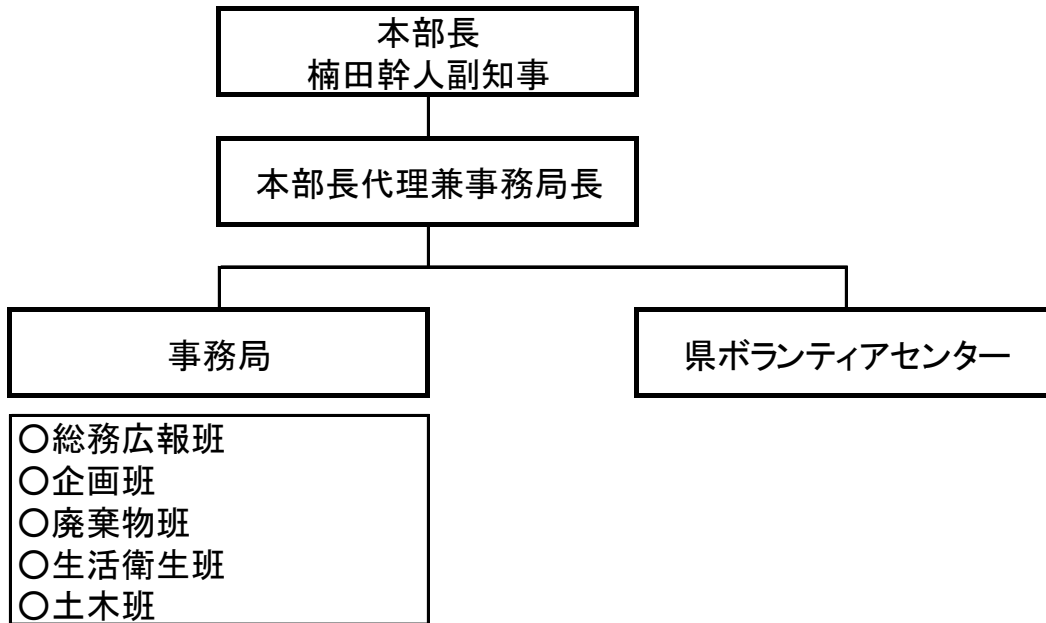 本部長
楠田幹人副知事
本部長代理兼事務局長
事務局
県ボランティアセンター
○総務広報班
○企画班
○廃棄物班
○生活衛生班
○土木班